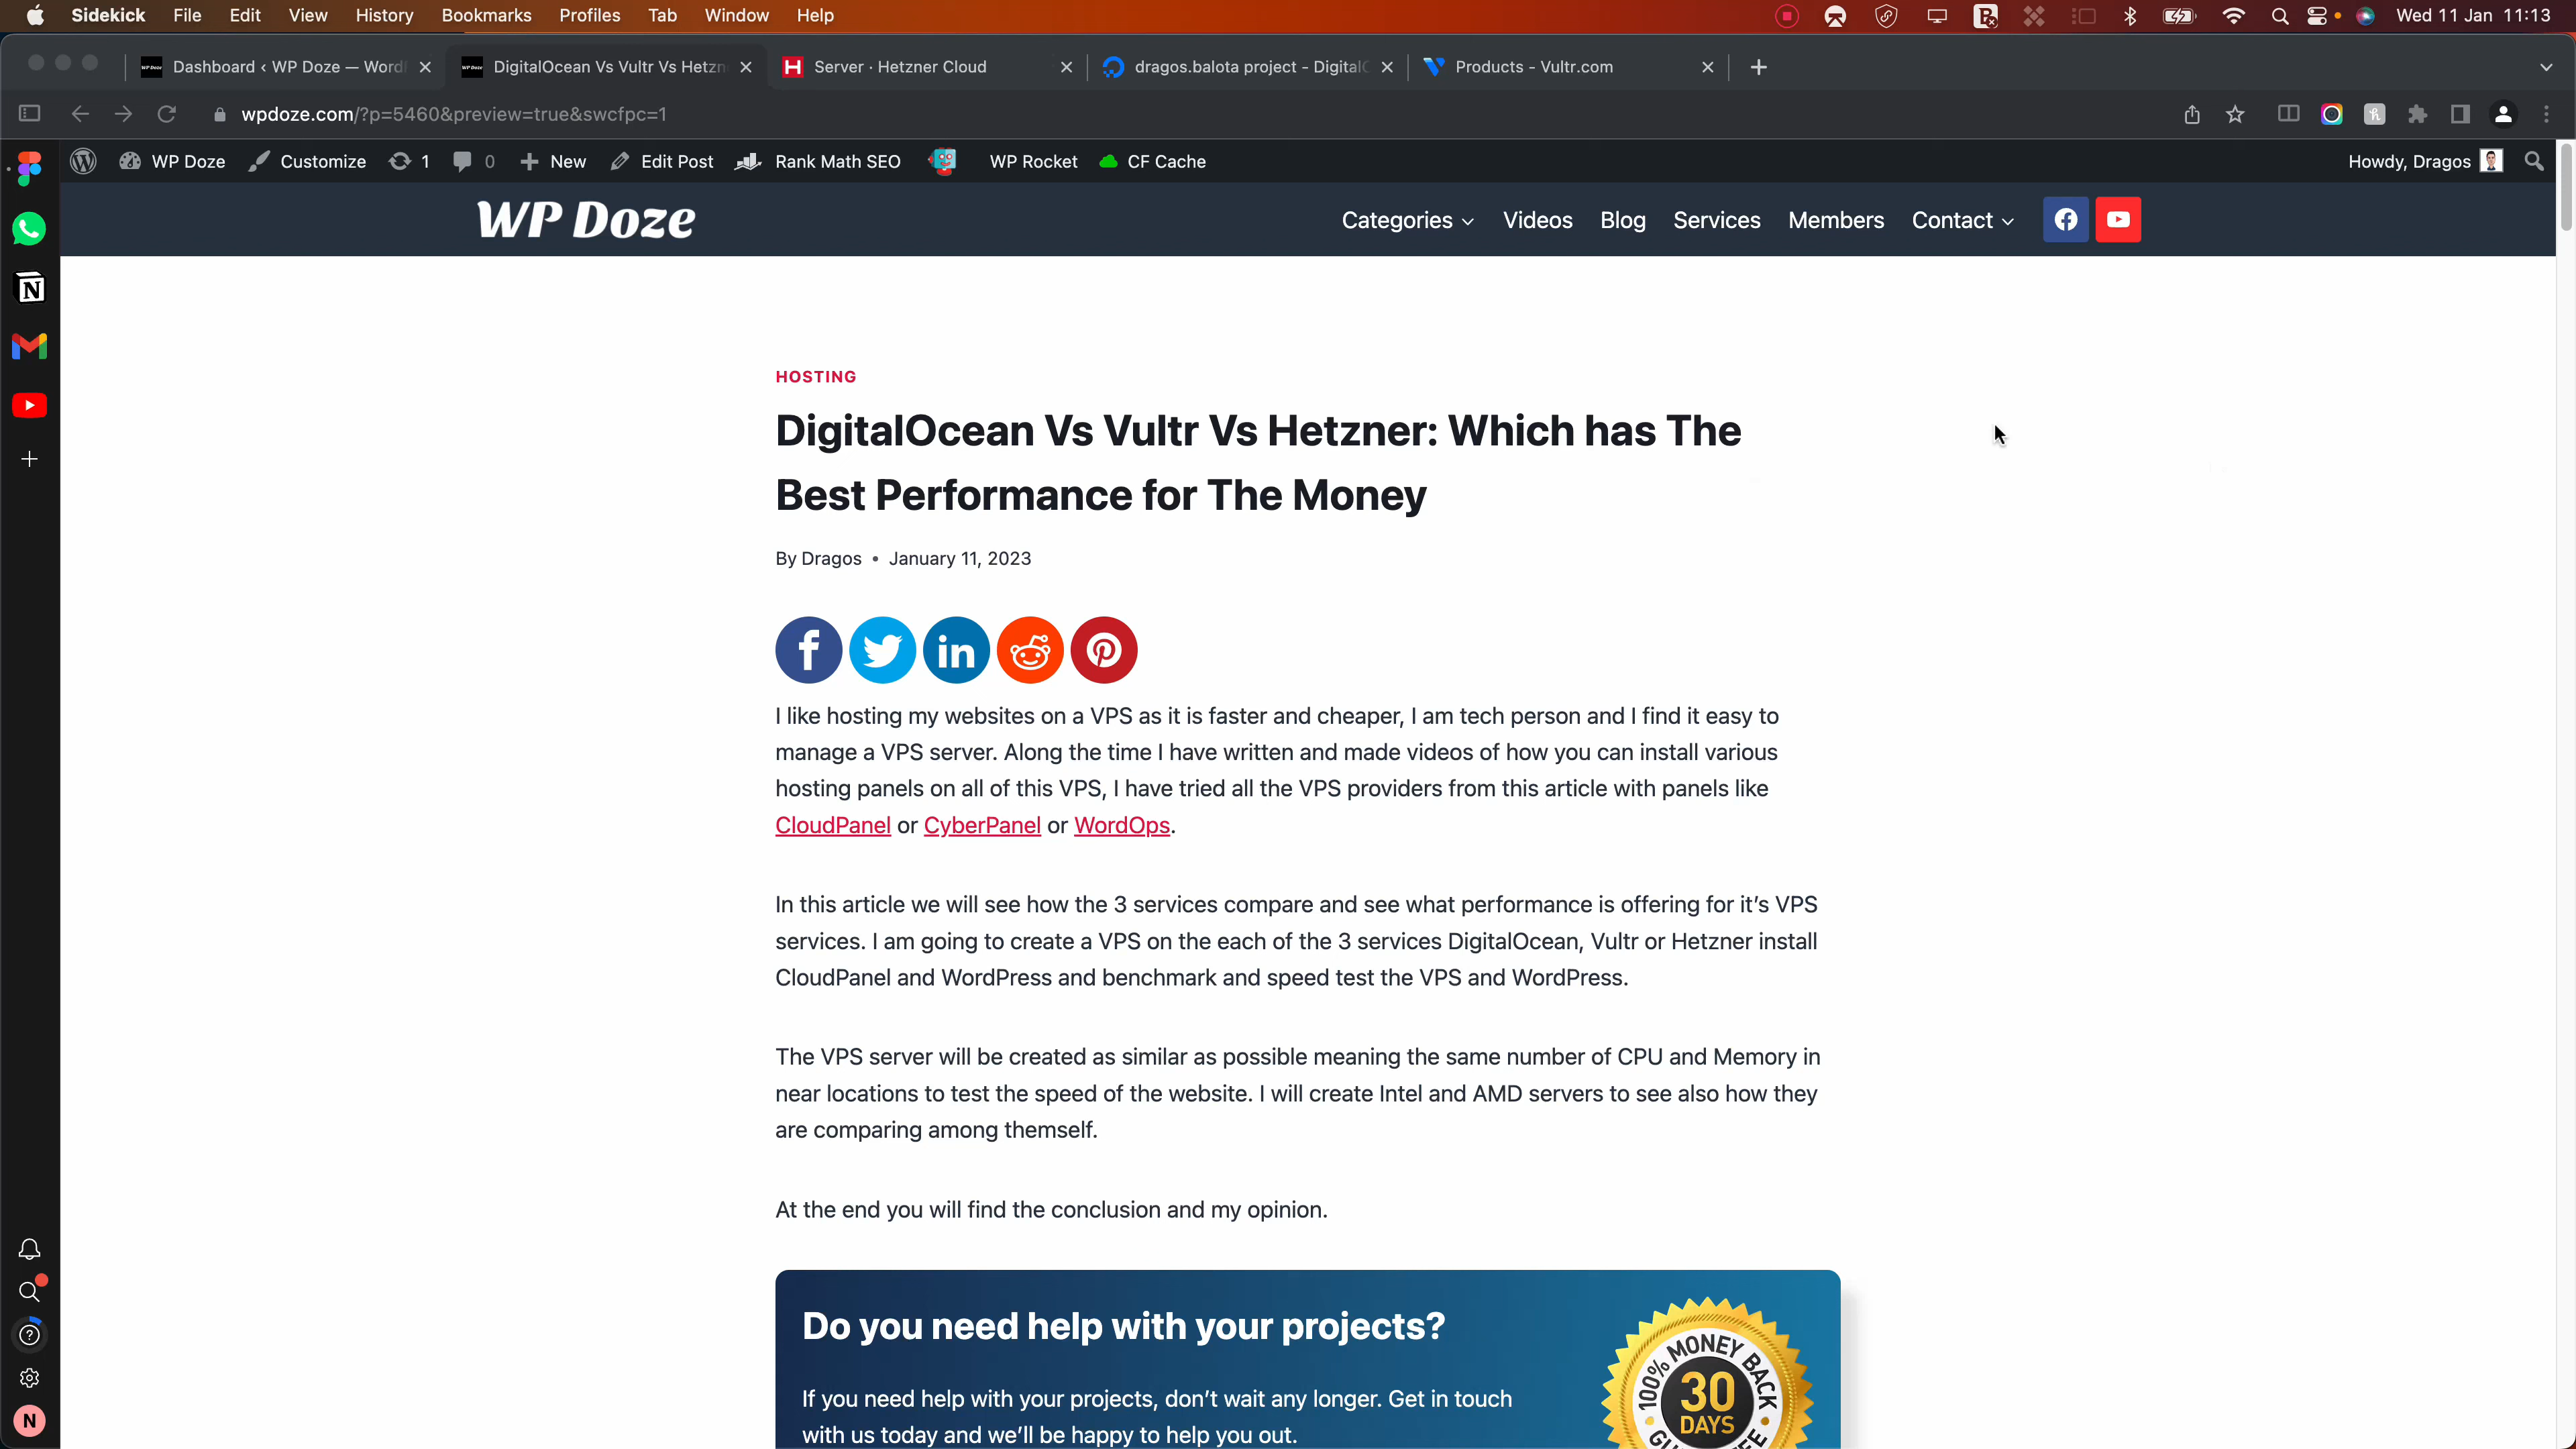 Sidekick File Edit View History Bookmarks Profiles Tab Window Help Wed 11 Jan 11:13
Dashboard ‹ WP Doze — Word DigitalOcean Vs Vultr Vs Hetzn Server · Hetzner Cloud dragos.balota project - Digital Products - Vultr.com
wpdoze.com/?p=5460&preview=true&swcfpc=1
WP Doze Customize 1 0 New Edit Post Rank Math SEO WP Rocket CF Cache Howdy, Dragos
WP Doze Categories Videos Blog Services Members Contact
HOSTING
DigitalOcean Vs Vultr Vs Hetzner: Which has The
Best Performance for The Money
By Dragos • January 11, 2023
I like hosting my websites on a VPS as it is faster and cheaper, I am tech person and I find it easy to
manage a VPS server. Along the time I have written and made videos of how you can install various
hosting panels on all of this VPS, I have tried all the VPS providers from this article with panels like
CloudPanel or CyberPanel or WordOps.
In this article we will see how the 3 services compare and see what performance is offering for it's VPS
services. I am going to create a VPS on the each of the 3 services DigitalOcean, Vultr or Hetzner install
CloudPanel and WordPress and benchmark and speed test the VPS and WordPress.
The VPS server will be created as similar as possible meaning the same number of CPU and Memory in
near locations to test the speed of the website. I will create Intel and AMD servers to see also how they
are comparing among themself.
At the end you will find the conclusion and my opinion.
Do you need help with your projects?
If you need help with your projects, don't wait any longer. Get in touch
with us today and we'll be happy to help you out.
100% MONEY BACK
30
DAYS
N